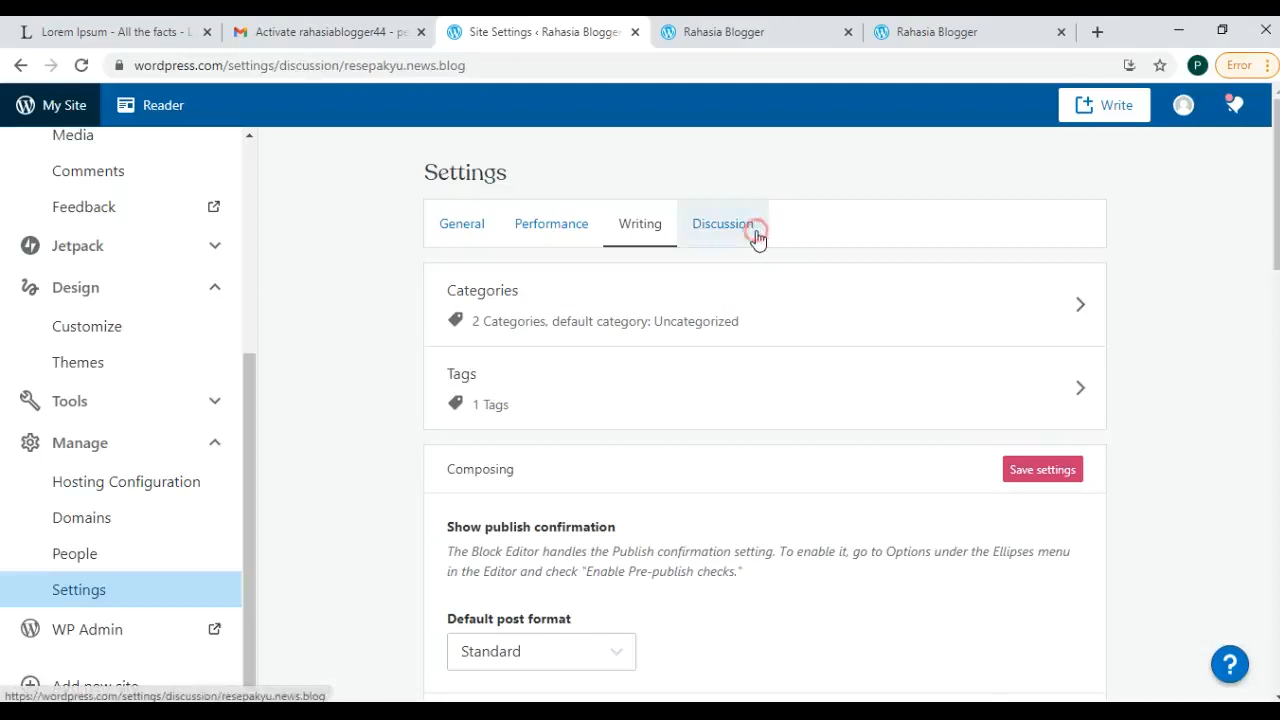 Lorem Ipsum - All the facts - L
Activate rahasiablogger44 - pe
Site Settings ‹ Rahasia Blogger
Rahasia Blogger
Rahasia Blogger
wordpress.com/settings/discussion/resepakyu.news.blog
P
Error
My Site
Reader
Write
Media
Comments
Feedback
Jetpack
Design
Customize
Themes
Tools
Manage
Hosting Configuration
Domains
People
Settings
WP Admin
Add new site
Settings
General
Performance
Writing
Discussion
Categories
2 Categories, default category: Uncategorized
Tags
1 Tags
Composing
Save settings
Show publish confirmation
The Block Editor handles the Publish confirmation setting. To enable it, go to Options under the Ellipses menu
in the Editor and check "Enable Pre-publish checks."
Default post format
Standard
?
https://wordpress.com/settings/discussion/resepakyu.news.blog